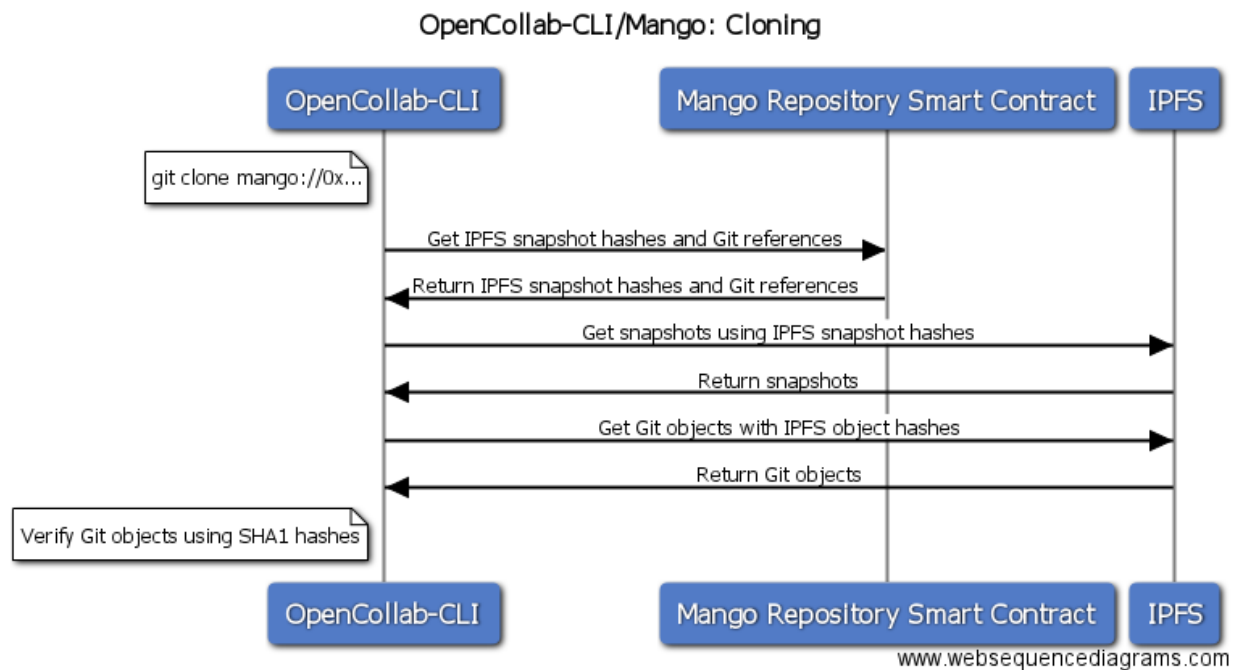 OpenCollab-CLI/Mango: Cloning
OpenCollab-CLI
Mango Repository Smart Contract
IPFS
git clone mango://0x...
Get IPFS snapshot hashes and Git references
Return IPFS snapshot hashes and Git references
Get snapshots using IPFS snapshot hashes
Return snapshots
Get Git objects with IPFS object hashes
Return Git objects
Verify Git objects using SHA1 hashes
OpenCollab-CLI
Mango Repository Smart Contract
IPFS
www.websequencediagrams.com